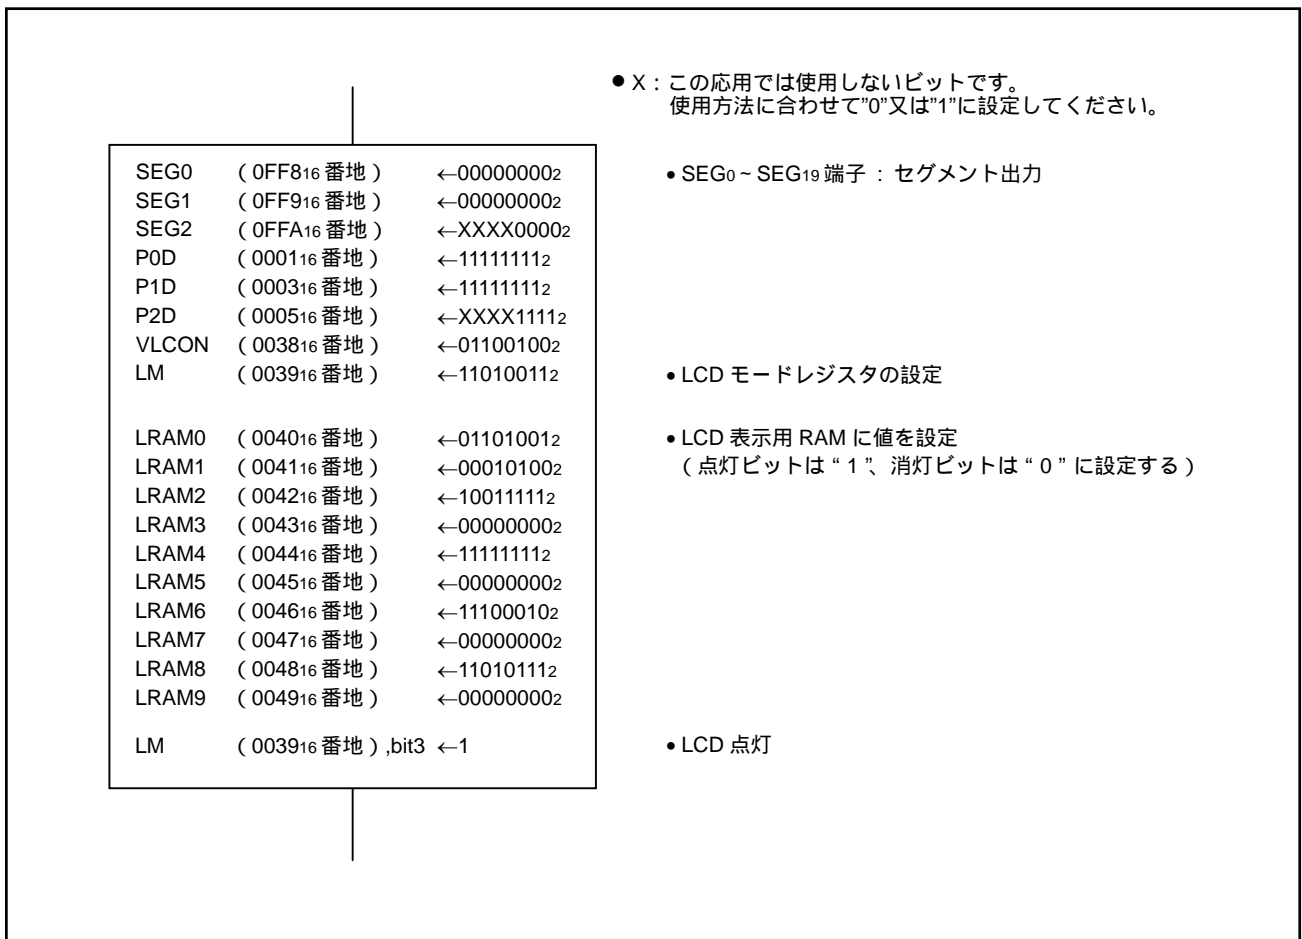 ● X：この応用では使用しないビットです。
使用方法に合わせて”0”又は”1”に設定してください。
SEG0 （0FF816 番地） ←000000002 • SEG0 ~ SEG19 端子 : セグメント出力
SEG1 （0FF916 番地） ←000000002
SEG2 （0FFA16 番地） ←XXXX00002
P0D （000116 番地） ←111111112
P1D （000316 番地） ←111111112
P2D （000516 番地） ←XXXX11112
VLCON （003816 番地） ←011001002
LM （003916 番地） ←110100112 • LCD モードレジスタの設定
LRAM0 （004016 番地） ←011010012 • LCD 表示用 RAM に値を設定
LRAM1 （004116 番地） ←000101002 （点灯ビットは “ 1 ”、消灯ビットは “ 0 ” に設定する）
LRAM2 （004216 番地） ←100111112
LRAM3 （004316 番地） ←000000002
LRAM4 （004416 番地） ←111111112
LRAM5 （004516 番地） ←000000002
LRAM6 （004616 番地） ←111000102
LRAM7 （004716 番地） ←000000002
LRAM8 （004816 番地） ←110101112
LRAM9 （004916 番地） ←000000002
LM （003916 番地）,bit3 ←1 • LCD 点灯